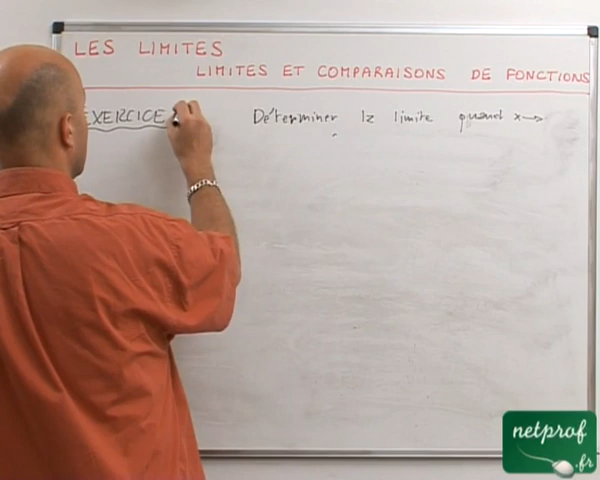 LES LIMITES
LIMITES ET COMPARAISONS DE FONCTIONS
EXERCICE Déterminer la limite quand x→
netprof
.fr